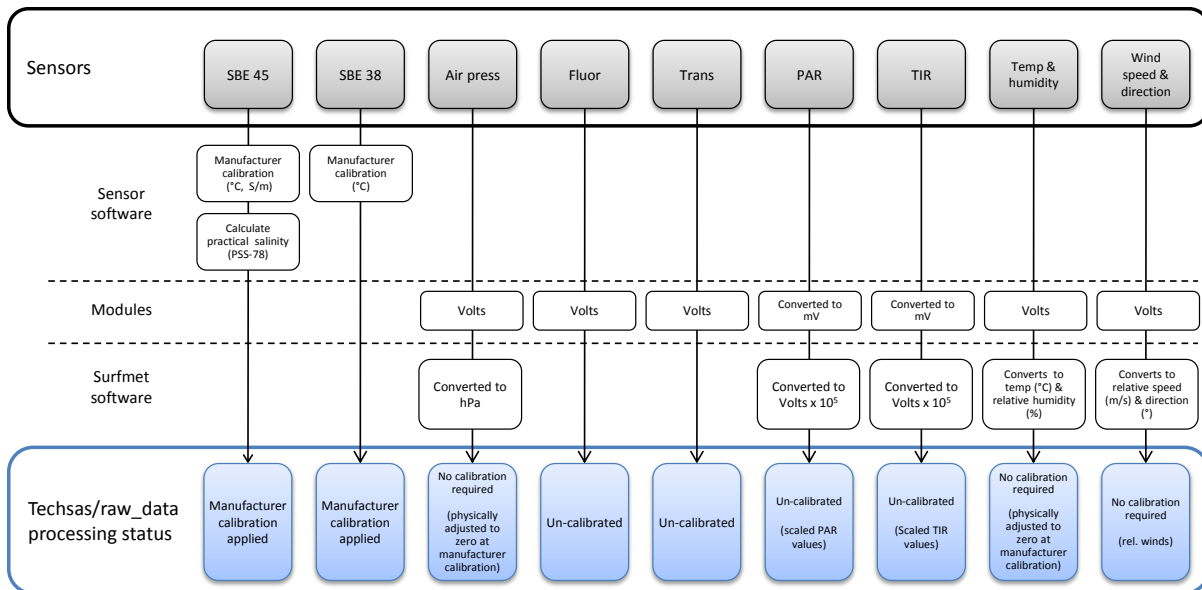 Sensors
SBE 45
SBE 38
Air press
Fluor
Trans
PAR
TIR
Temp &
humidity
Wind
speed &
direction
Sensor
software
Manufacturer
calibration
(°C, S/m)
Manufacturer
calibration
(°C)
Calculate
practical salinity
(PSS-78)
Modules
Volts
Volts
Volts
Converted to
mV
Converted to
mV
Volts
Volts
Surfmet
software
Converted to
hPa
Converted to
Volts x 10⁵
Converted to
Volts x 10⁵
Converts to
temp (°C) &
relative humidity
(%)
Converts to
relative speed
(m/s) & direction
(°)
Techsas/raw_data
processing status
Manufacturer
calibration
applied
Manufacturer
calibration
applied
No calibration
required
(physically
adjusted to
zero at
manufacturer
calibration)
Un-calibrated
Un-calibrated
Un-calibrated
(scaled PAR
values)
Un-calibrated
(Scaled TIR
values)
No calibration
required
(physically
adjusted to
zero at
manufacturer
calibration)
No calibration
required
(rel. winds)